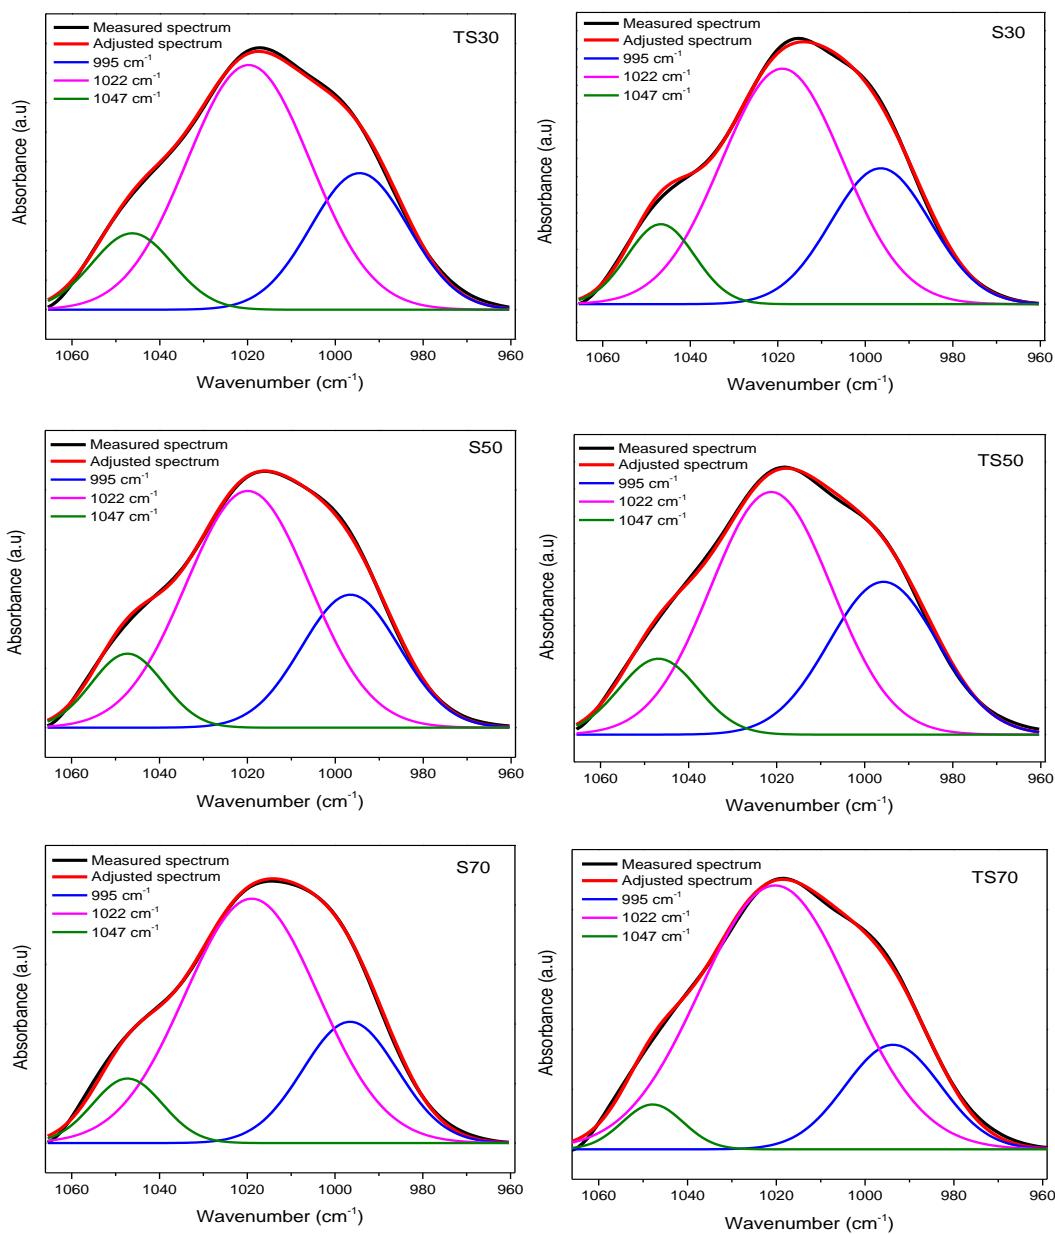 Measured spectrum
Adjusted spectrum
995 cm⁻¹
1022 cm⁻¹
1047 cm⁻¹
TS30
Absorbance (a.u)
1060 1040 1020 1000 980 960
Wavenumber (cm⁻¹)
Measured spectrum
Adjusted spectrum
995 cm⁻¹
1022 cm⁻¹
1047 cm⁻¹
S30
Absorbance (a.u)
1060 1040 1020 1000 980 960
Wavenumber (cm⁻¹)
Measured spectrum
Adjusted spectrum
995 cm⁻¹
1022 cm⁻¹
1047 cm⁻¹
S50
Absorbance (a.u)
1060 1040 1020 1000 980 960
Wavenumber (cm⁻¹)
Measured spectrum
Adjusted spectrum
995 cm⁻¹
1022 cm⁻¹
1047 cm⁻¹
TS50
Absorbance (a.u)
1060 1040 1020 1000 980 960
Wavenumber (cm⁻¹)
Measured spectrum
Adjusted spectrum
995 cm⁻¹
1022 cm⁻¹
1047 cm⁻¹
S70
Absorbance (a.u)
1060 1040 1020 1000 980 960
Wavenumber (cm⁻¹)
Measured spectrum
Adjusted spectrum
995 cm⁻¹
1022 cm⁻¹
1047 cm⁻¹
TS70
Absorbance (a.u)
1060 1040 1020 1000 980 960
Wavenumber (cm⁻¹)